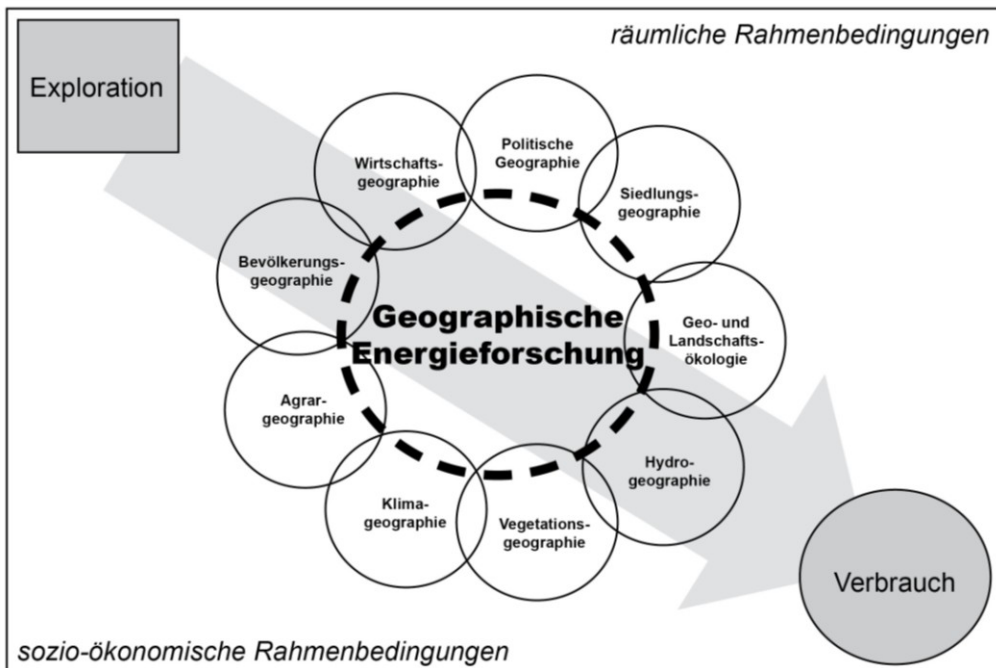 räumliche Rahmenbedingungen
Exploration
Politische
Geographie
Wirtschafts-
geographie
Siedlungs-
geographie
Bevölkerungs-
geographie
Geographische
Energieforschung
Geo- und
Landschafts-
ökologie
Agrar-
geographie
Hydro-
geographie
Klima-
geographie
Vegetations-
geographie
Verbrauch
sozio-ökonomische Rahmenbedingungen